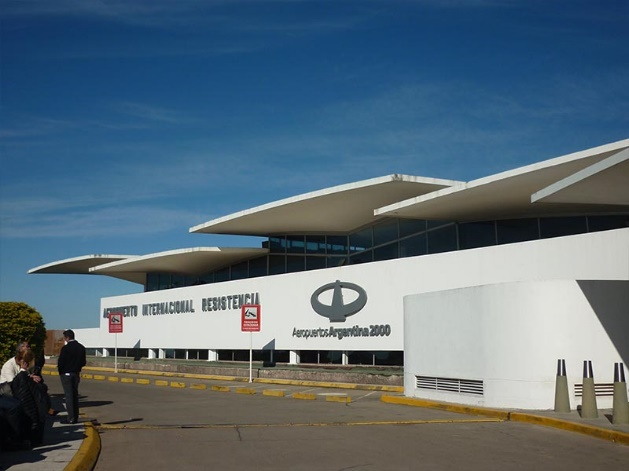 AEROPUERTO INTERNACIONAL RESISTENCIA
Aeropuertos Argentina 2000